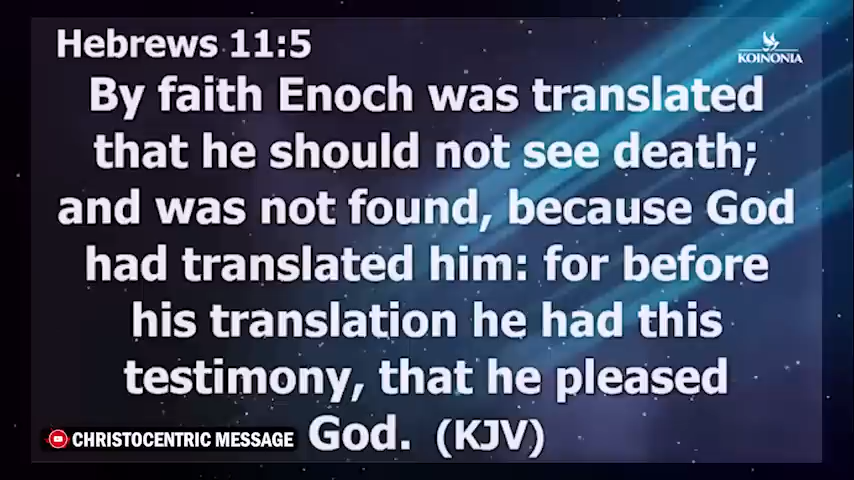 Hebrews 11:5
KOINONIA
By faith Enoch was translated
that he should not see death;
and was not found, because God
had translated him: for before
his translation he had this
testimony, that he pleased
God. (KJV)
CHRISTOCENTRIC MESSAGE